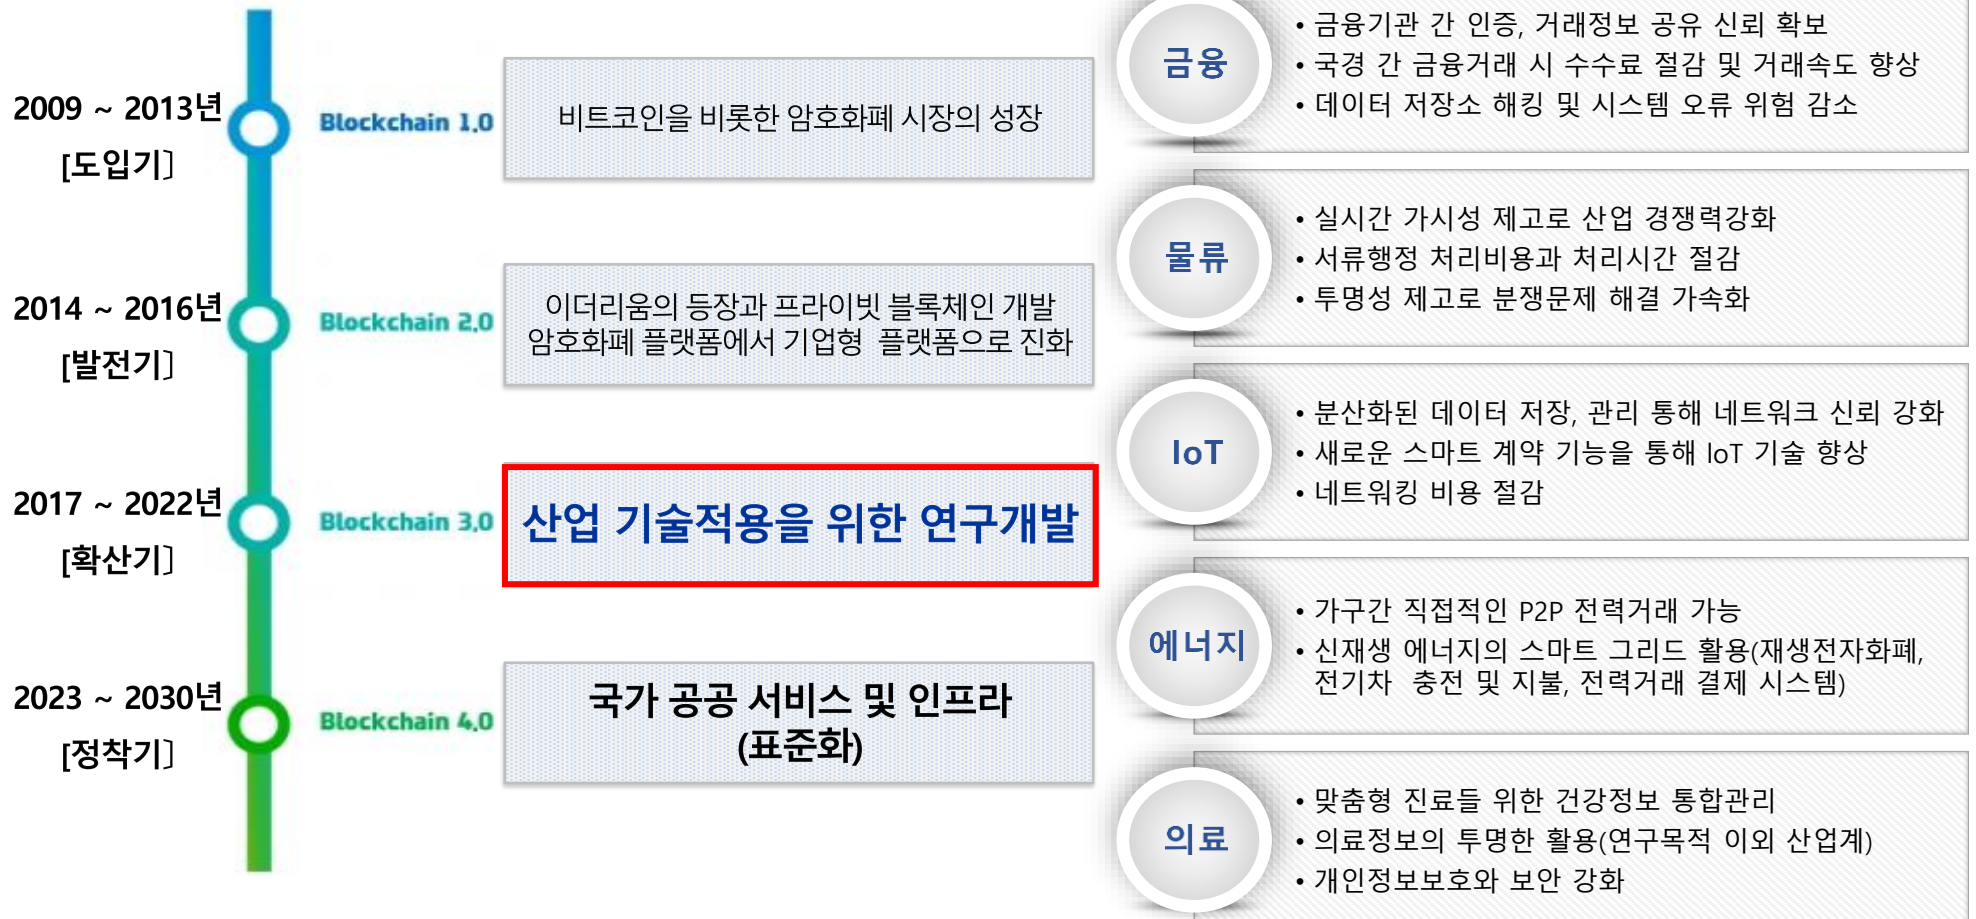 2009 ~ 2013년
[도입기]
Blockchain 1.0
비트코인을 비롯한 암호화폐 시장의 성장
2014 ~ 2016년
[발전기]
Blockchain 2.0
이더리움의 등장과 프라이빗 블록체인 개발
암호화폐 플랫폼에서 기업형 플랫폼으로 진화
2017 ~ 2022년
[확산기]
Blockchain 3.0
산업 기술적용을 위한 연구개발
2023 ~ 2030년
[정착기]
Blockchain 4.0
국가 공공 서비스 및 인프라
(표준화)
금융
• 금융기관 간 인증, 거래정보 공유 신뢰 확보
• 국경 간 금융거래 시 수수료 절감 및 거래속도 향상
• 데이터 저장소 해킹 및 시스템 오류 위험 감소
물류
• 실시간 가시성 제고로 산업 경쟁력강화
• 서류행정 처리비용과 처리시간 절감
• 투명성 제고로 분쟁문제 해결 가속화
IoT
• 분산화된 데이터 저장, 관리 통해 네트워크 신뢰 강화
• 새로운 스마트 계약 기능을 통해 IoT 기술 향상
• 네트워킹 비용 절감
에너지
• 가구간 직접적인 P2P 전력거래 가능
• 신재생 에너지의 스마트 그리드 활용(재생전자화폐,
전기차 충전 및 지불, 전력거래 결제 시스템)
의료
• 맞춤형 진료들 위한 건강정보 통합관리
• 의료정보의 투명한 활용(연구목적 이외 산업계)
• 개인정보보호와 보안 강화